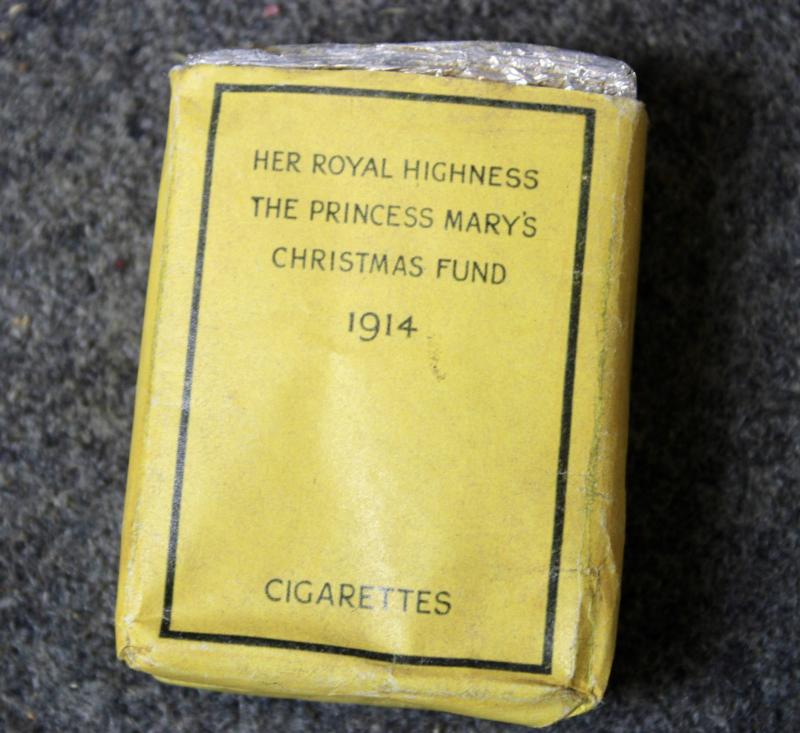 HER ROYAL HIGHNESS
THE PRINCESS MARY'S
CHRISTMAS FUND
1914
CIGARETTES